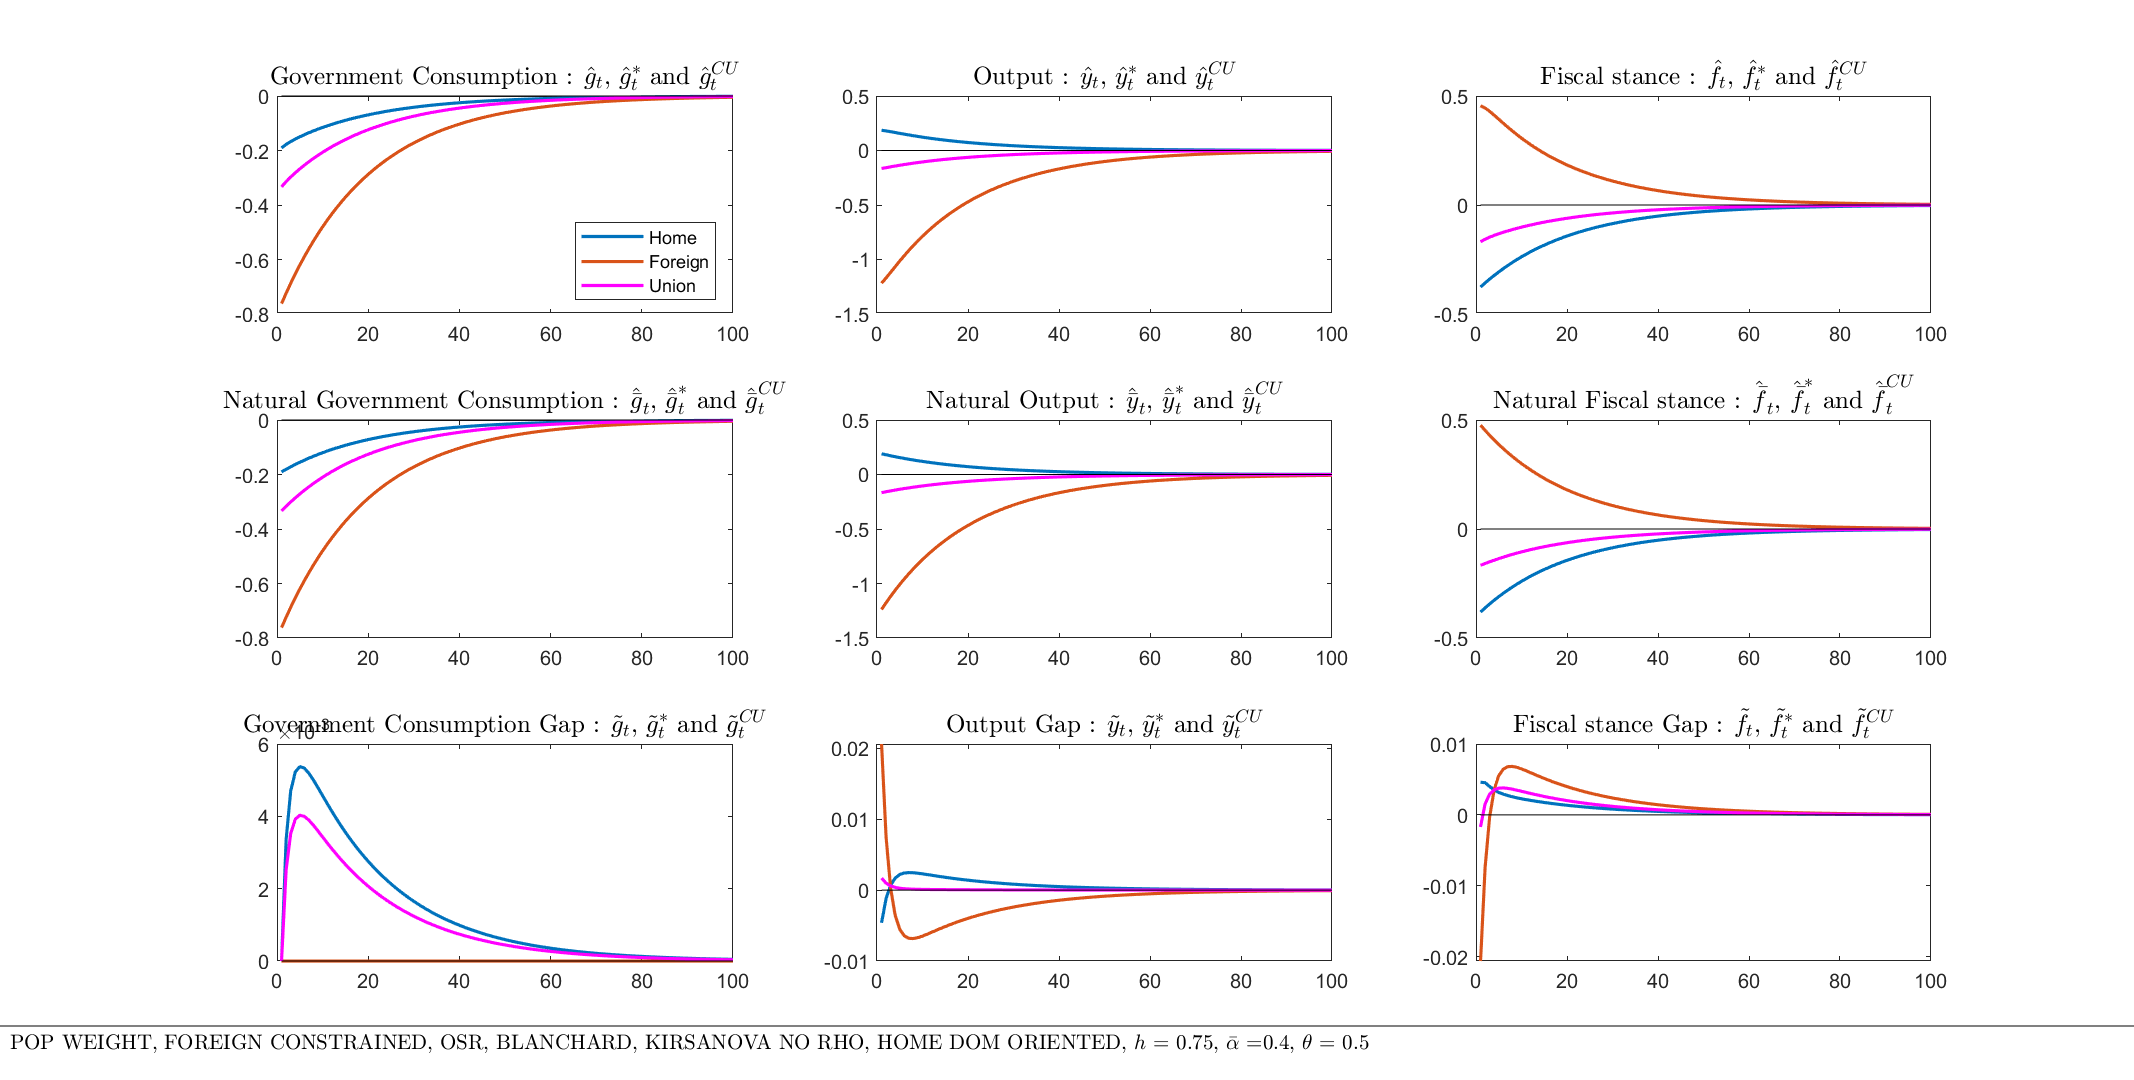 Government Consumption : ĝₜ, ĝₜ* and ĝₜᶜᵁ
0
-0.2
-0.4
-0.6
-0.8
0 20 40 60 80 100
Home
Foreign
Union
Output : ŷₜ, ŷₜ* and ŷₜᶜᵁ
0.5
0
-0.5
-1
-1.5
0 20 40 60 80 100
Fiscal stance : f̂ₜ, f̂ₜ* and f̂ₜᶜᵁ
0.5
0
-0.5
0 20 40 60 80 100
Natural Government Consumption : ḡ̂ₜ, ḡ̂ₜ* and ḡ̂ₜᶜᵁ
0
-0.2
-0.4
-0.6
-0.8
0 20 40 60 80 100
Natural Output : ȳ̂ₜ, ȳ̂ₜ* and ȳ̂ₜᶜᵁ
0.5
0
-0.5
-1
-1.5
0 20 40 60 80 100
Natural Fiscal stance : f̄̂ₜ, f̄̂ₜ* and f̄̂ₜᶜᵁ
0.5
0
-0.5
0 20 40 60 80 100
Government Consumption Gap : g̃ₜ, g̃ₜ* and g̃ₜᶜᵁ
×10⁻³
6
4
2
0
0 20 40 60 80 100
Output Gap : ỹₜ, ỹₜ* and ỹₜᶜᵁ
0.02
0.01
0
-0.01
0 20 40 60 80 100
Fiscal stance Gap : f̃ₜ, f̃ₜ* and f̃ₜᶜᵁ
0.01
0
-0.01
-0.02
0 20 40 60 80 100
POP WEIGHT, FOREIGN CONSTRAINED, OSR, BLANCHARD, KIRSANOVA NO RHO, HOME DOM ORIENTED, h = 0.75, ᾱ =0.4, θ = 0.5